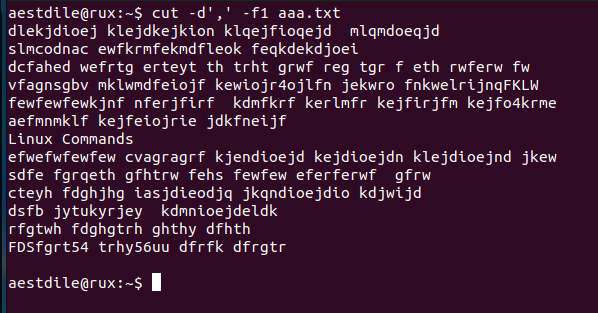 aestdile@rux:~$ cut -d',' -f1 aaa.txt
dlekjdioej klejdkejkion klqejfioqejd  mlqmdoeqjd
slmcodnac ewfkrmfekmdfleok feqkdekdjoei
dcfahed wefrtg erteyt th trht grwf reg tgr f eth rwferw fw
vfagnsgbv mklwmdfeiojf kewiojr4ojlfn jekwro fnkwelrijnqFKLW
fewfewfewkjnf nferjfirf  kdmfkrf kerlmfr kejfirjfm kejfo4krme
aefmnmklf kejfeiojrie jdkfneijf
Linux Commands
efwefwfewfew cvagragrf kjendioejd kejdioejdn klejdioejnd jkew
sdfe fgrqeth gfhtrw fehs fewfew eferferwf  gfrw
cteyh fdghjhg iasjdieodjq jkqndioejdio kdjwijd
dsfb jytukyrjey  kdmnioejdeldk
rfgtwh fdghgtrh ghthy dfhth
FDSfgrt54 trhy56uu dfrfk dfrgtr
aestdile@rux:~$